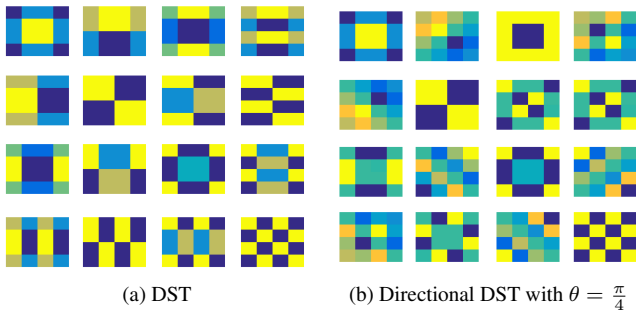 (a) DST
(b) Directional DST with θ = π/4